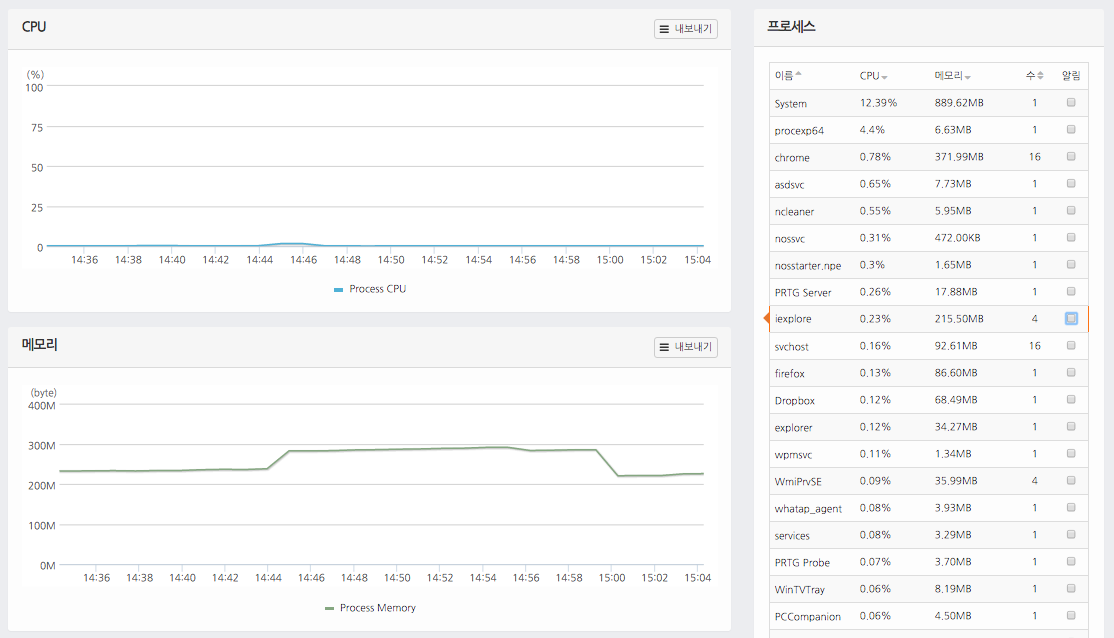 CPU
내보내기
(%)
100
75
50
25
0
14:36 14:38 14:40 14:42 14:44 14:46 14:48 14:50 14:52 14:54 14:56 14:58 15:00 15:02 15:04
Process CPU
메모리
내보내기
(byte)
400M
300M
200M
100M
0M
14:36 14:38 14:40 14:42 14:44 14:46 14:48 14:50 14:52 14:54 14:56 14:58 15:00 15:02 15:04
Process Memory
프로세스
이름 CPU 메모리 수 알림
System 12.39% 889.62MB 1
procexp64 4.4% 6.63MB 1
chrome 0.78% 371.99MB 16
asdsvc 0.65% 7.73MB 1
ncleaner 0.55% 5.95MB 1
nossvc 0.31% 472.00KB 1
nosstarter.npe 0.3% 1.65MB 1
PRTG Server 0.26% 17.88MB 1
iexplore 0.23% 215.50MB 4
svchost 0.16% 92.61MB 16
firefox 0.13% 86.60MB 1
Dropbox 0.12% 68.49MB 1
explorer 0.12% 34.27MB 1
wpmsvc 0.11% 1.34MB 1
WmiPrvSE 0.09% 35.99MB 4
whatap_agent 0.08% 3.93MB 1
services 0.08% 3.29MB 1
PRTG Probe 0.07% 3.70MB 1
WinTVTray 0.06% 8.19MB 1
PCCompanion 0.06% 4.50MB 1